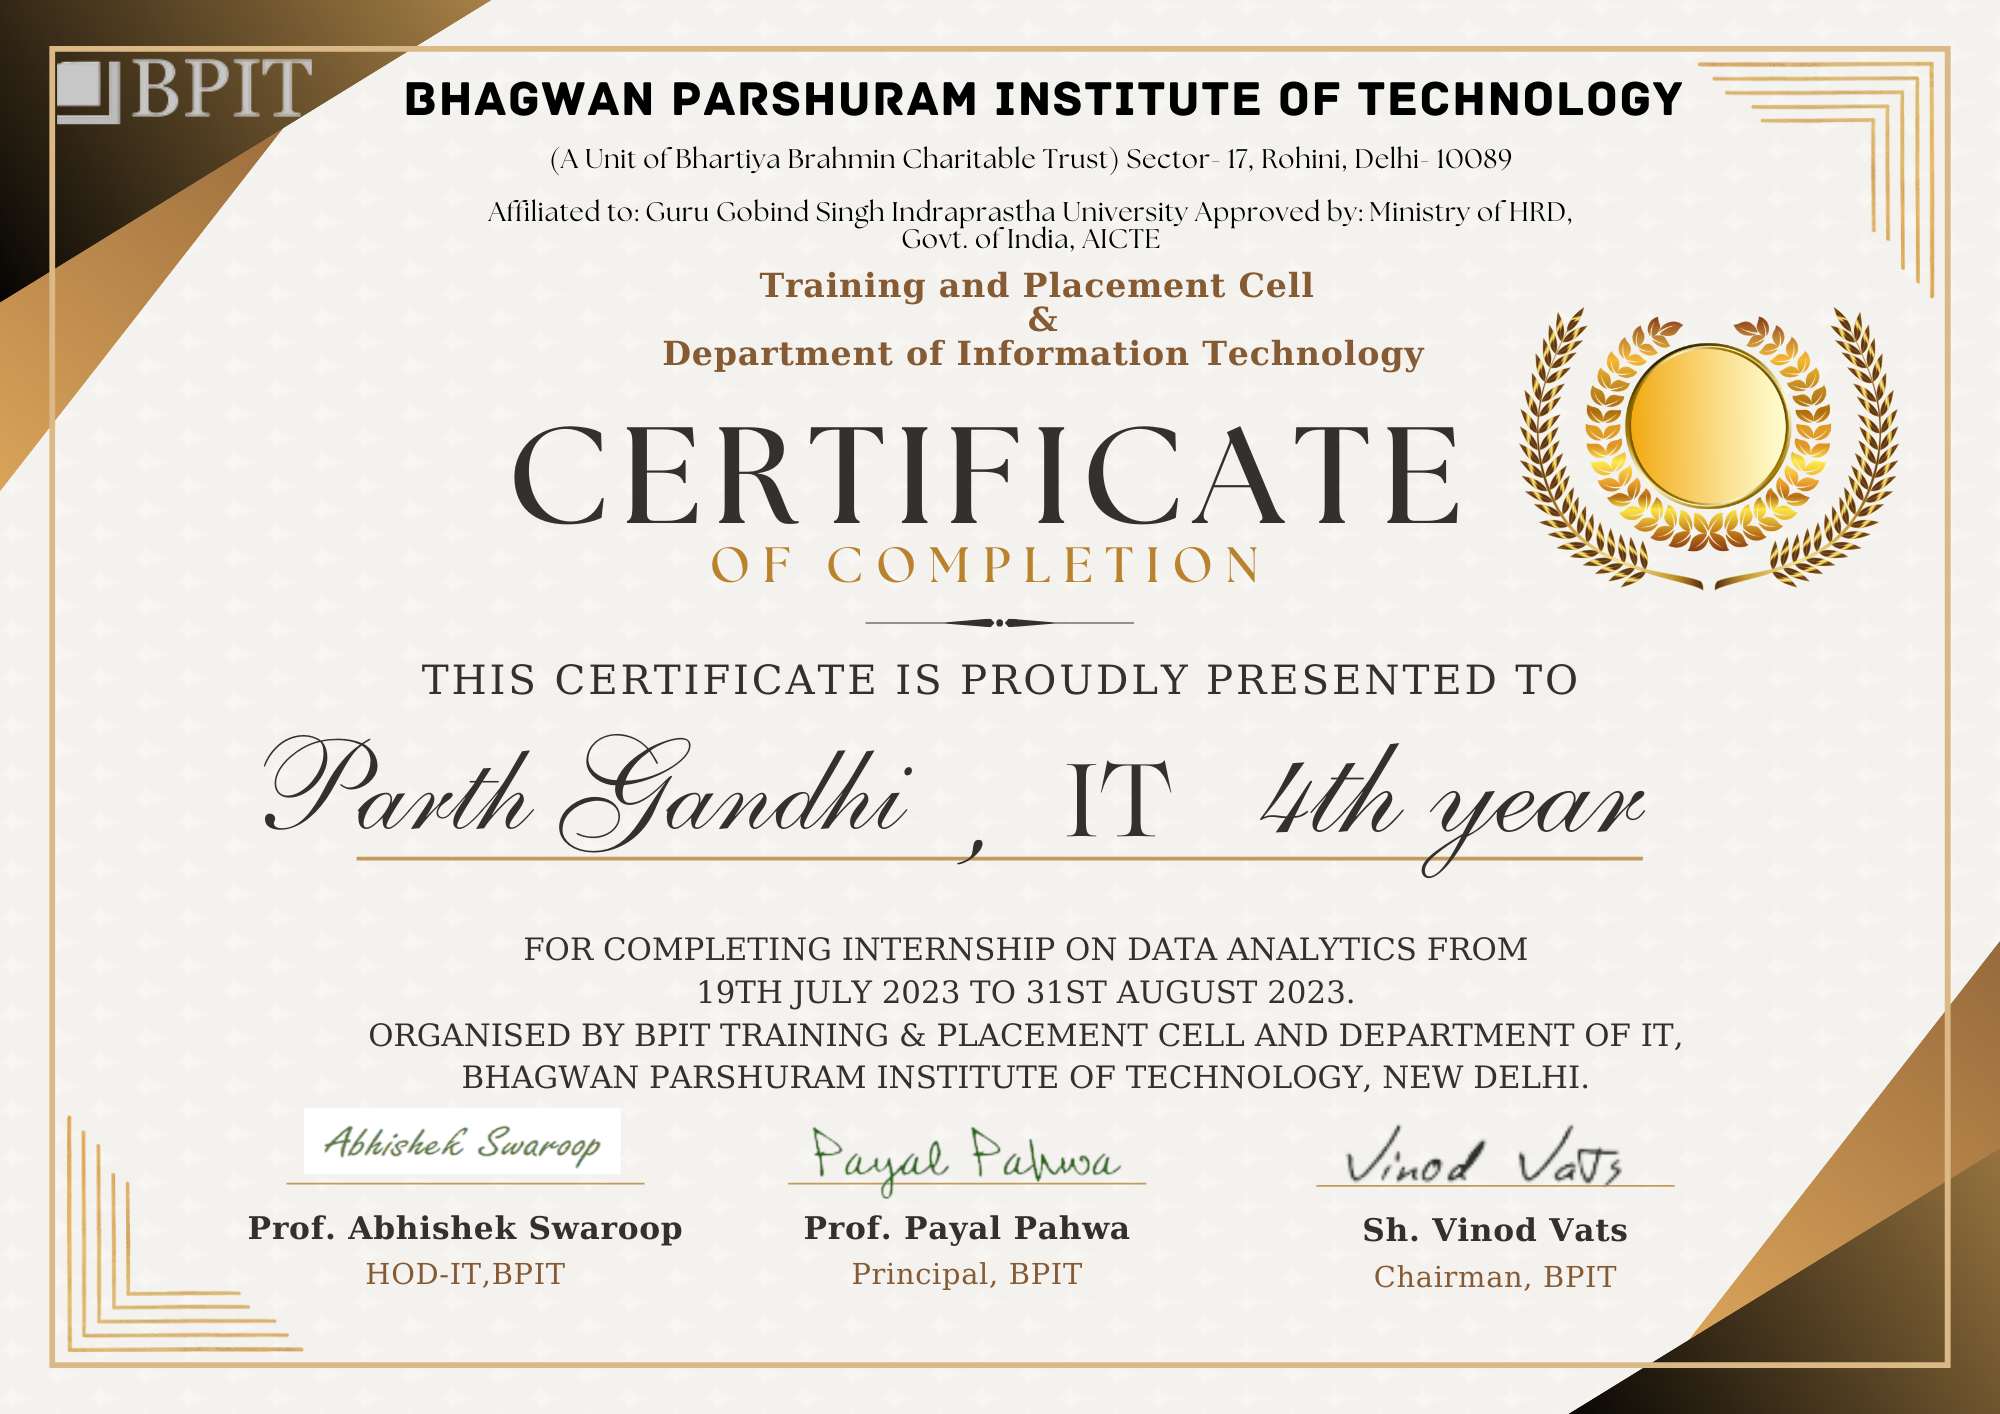 BPIT
BHAGWAN PARSHURAM INSTITUTE OF TECHNOLOGY
(A Unit of Bhartiya Brahmin Charitable Trust) Sector- 17, Rohini, Delhi- 10089
Affiliated to: Guru Gobind Singh Indraprastha University Approved by: Ministry of HRD,
Govt. of India, AICTE
Training and Placement Cell
&
Department of Information Technology
CERTIFICATE
OF COMPLETION
THIS CERTIFICATE IS PROUDLY PRESENTED TO
Parth Gandhi , IT 4th year
FOR COMPLETING INTERNSHIP ON DATA ANALYTICS FROM
19TH JULY 2023 TO 31ST AUGUST 2023.
ORGANISED BY BPIT TRAINING & PLACEMENT CELL AND DEPARTMENT OF IT,
BHAGWAN PARSHURAM INSTITUTE OF TECHNOLOGY, NEW DELHI.
Abhishek Swaroop Payal Pahwa Vinod Vats
Prof. Abhishek Swaroop Prof. Payal Pahwa Sh. Vinod Vats
HOD-IT,BPIT Principal, BPIT Chairman, BPIT